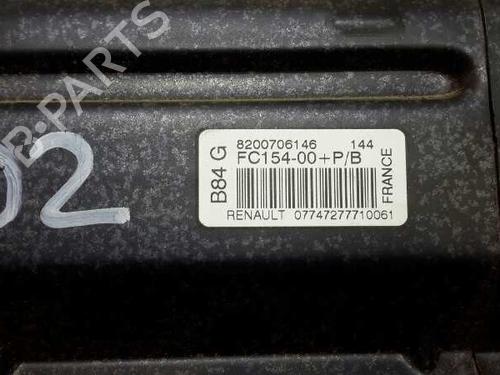 B-PARTS
02
B84 G
8200706146 144
FC154-00+P/B
RENAULT 07747277710061
FRANCE